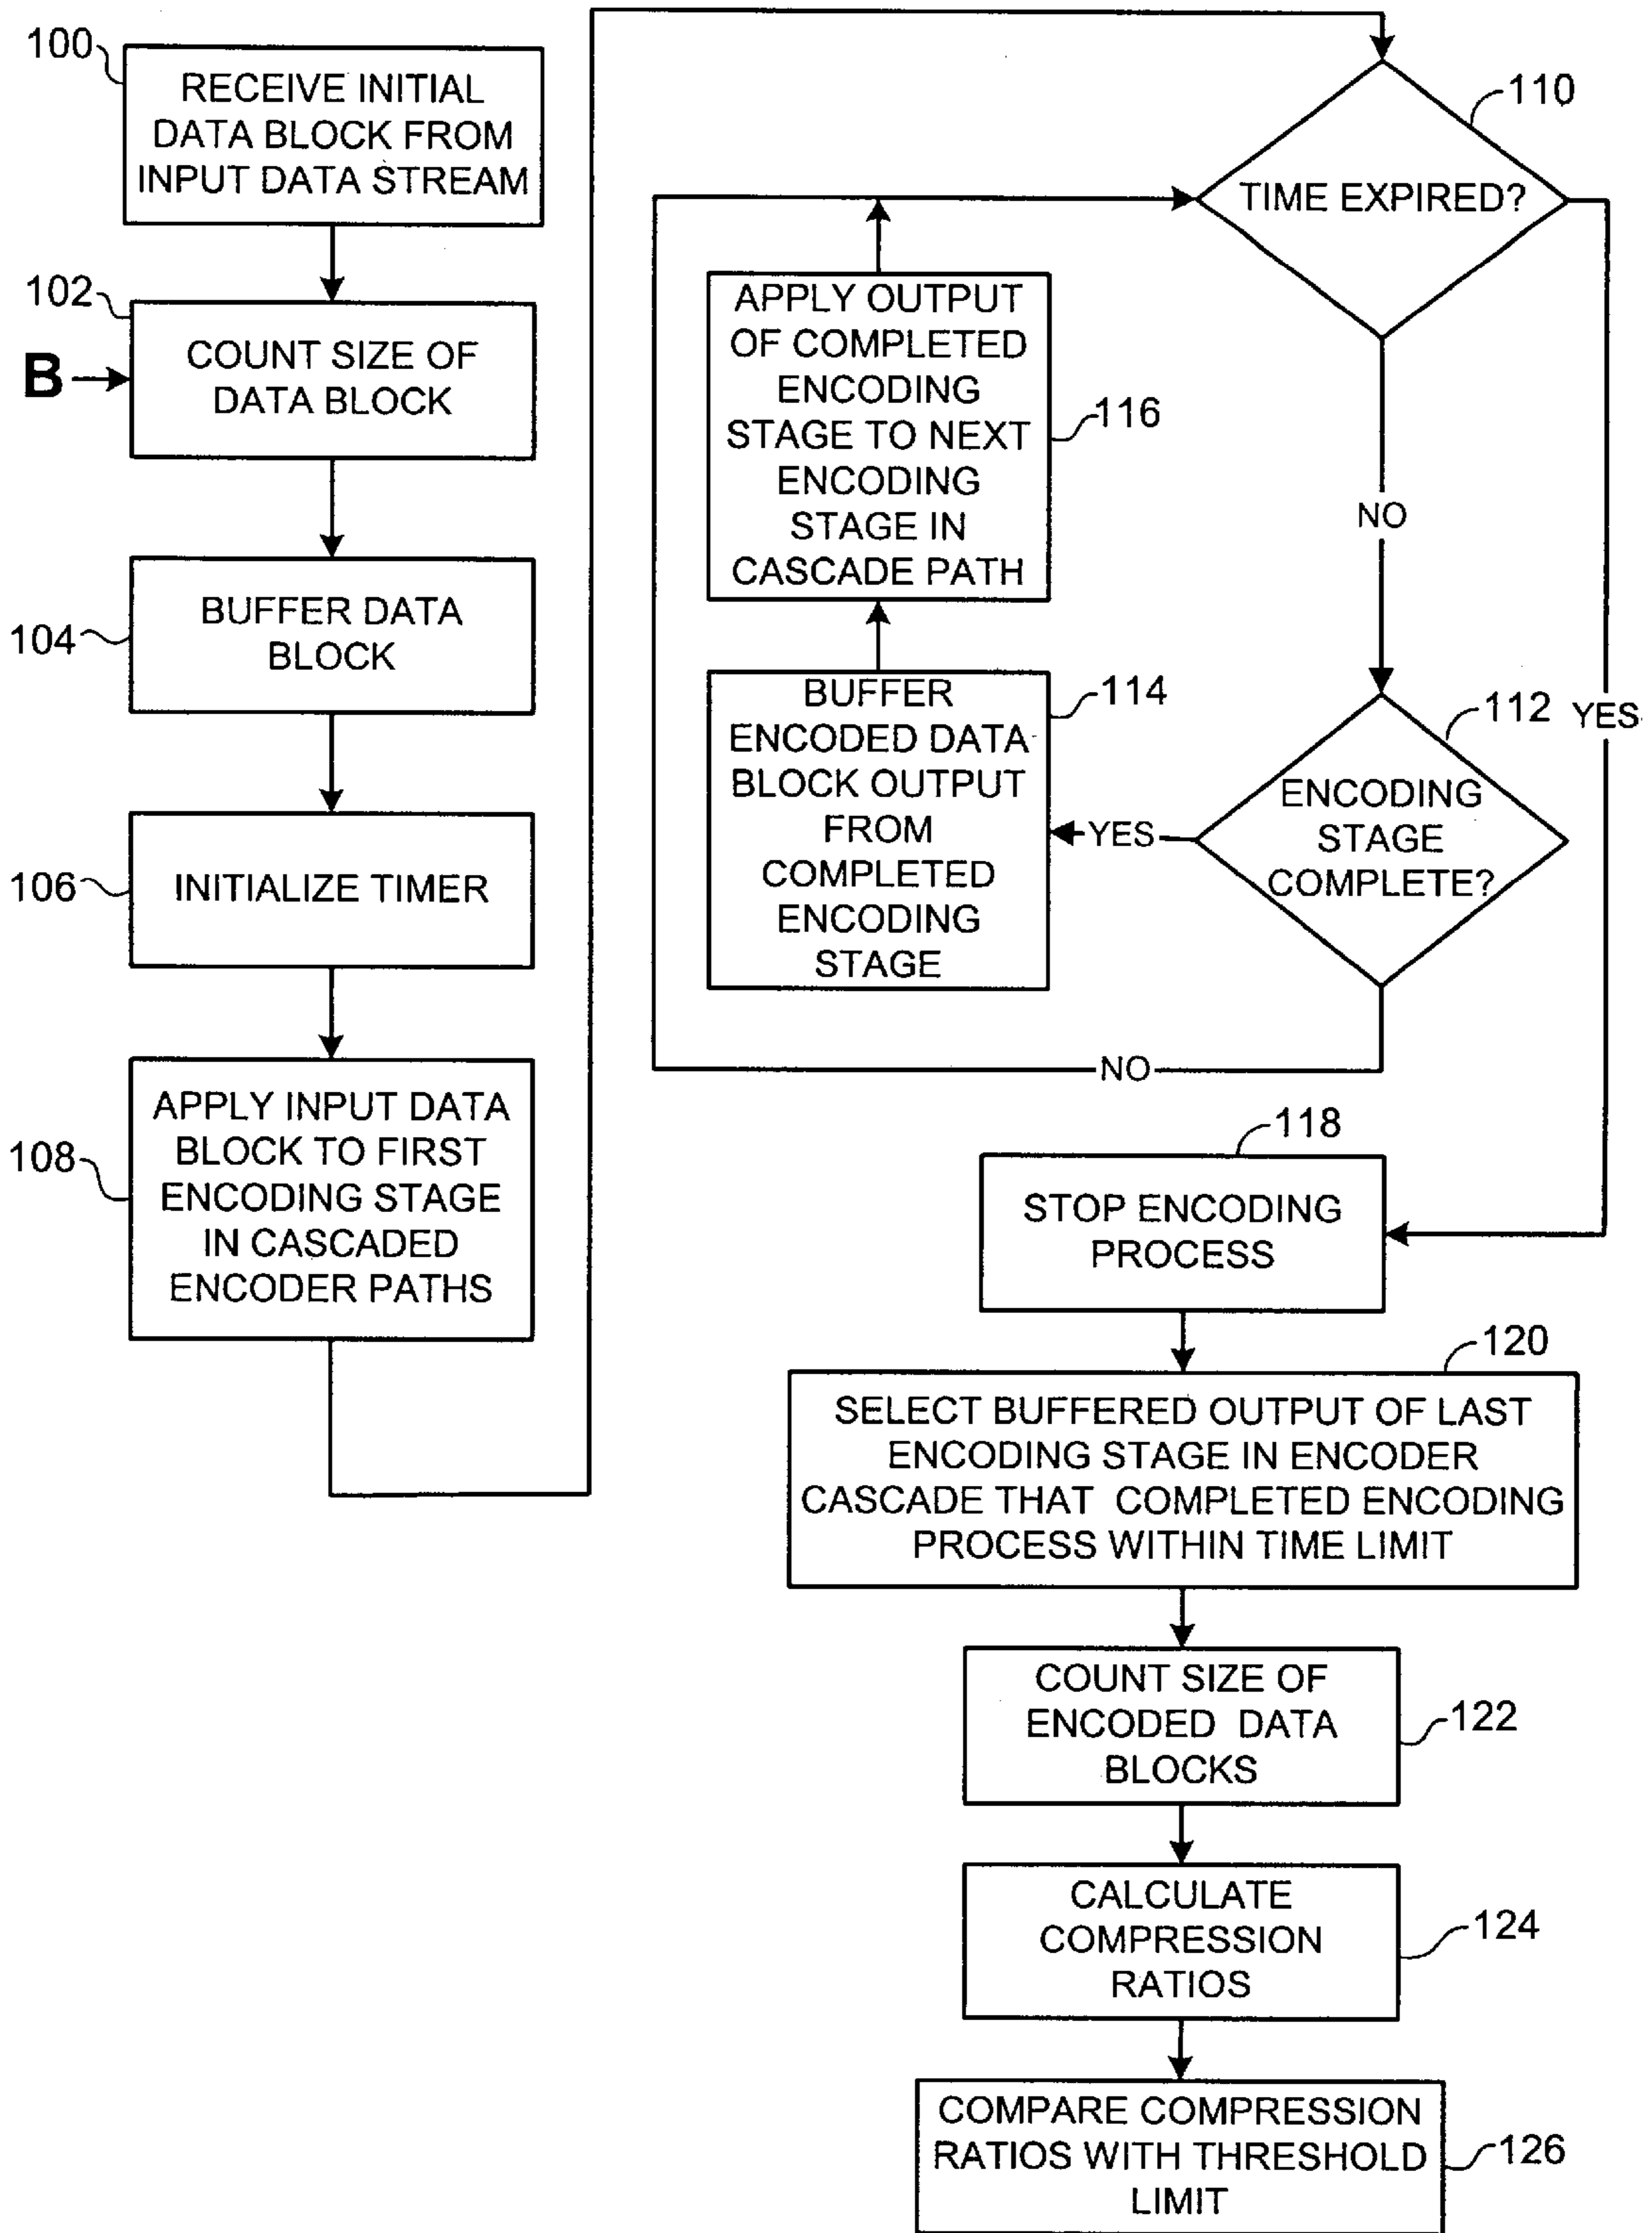 100
RECEIVE INITIAL
DATA BLOCK FROM
INPUT DATA STREAM
102
B
COUNT SIZE OF
DATA BLOCK
104
BUFFER DATA
BLOCK
106
INITIALIZE TIMER
108
APPLY INPUT DATA
BLOCK TO FIRST
ENCODING STAGE
IN CASCADED
ENCODER PATHS
110
TIME EXPIRED?
NO
YES
112
ENCODING
STAGE
COMPLETE?
YES
NO
114
BUFFER
ENCODED DATA
BLOCK OUTPUT
FROM
COMPLETED
ENCODING
STAGE
116
APPLY OUTPUT
OF COMPLETED
ENCODING
STAGE TO NEXT
ENCODING
STAGE IN
CASCADE PATH
118
STOP ENCODING
PROCESS
120
SELECT BUFFERED OUTPUT OF LAST
ENCODING STAGE IN ENCODER
CASCADE THAT COMPLETED ENCODING
PROCESS WITHIN TIME LIMIT
COUNT SIZE OF
ENCODED DATA
BLOCKS
122
CALCULATE
COMPRESSION
RATIOS
124
COMPARE COMPRESSION
RATIOS WITH THRESHOLD
LIMIT
126